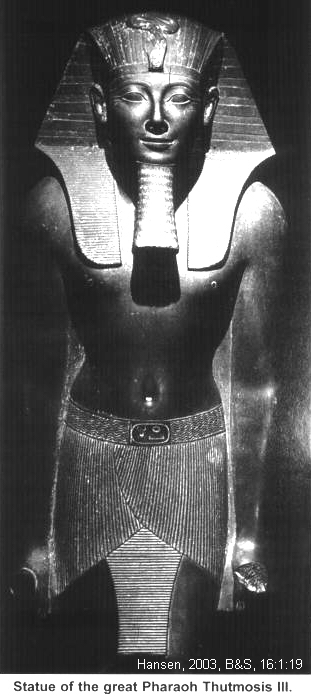 Hansen, 2003, B&S, 16:1:19
Statue of the great Pharaoh Thutmosis III.